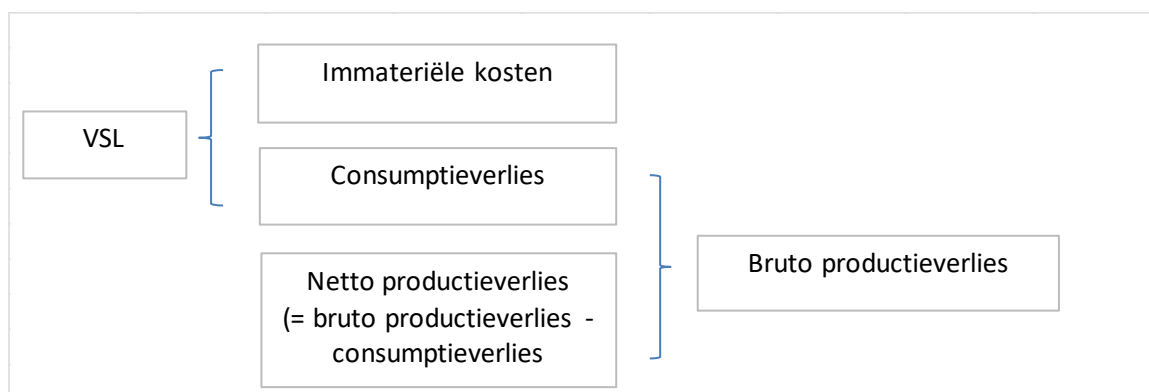 Immateriële kosten
VSL
Consumptieverlies
Bruto productieverlies
Netto productieverlies
(= bruto productieverlies -
consumptieverlies